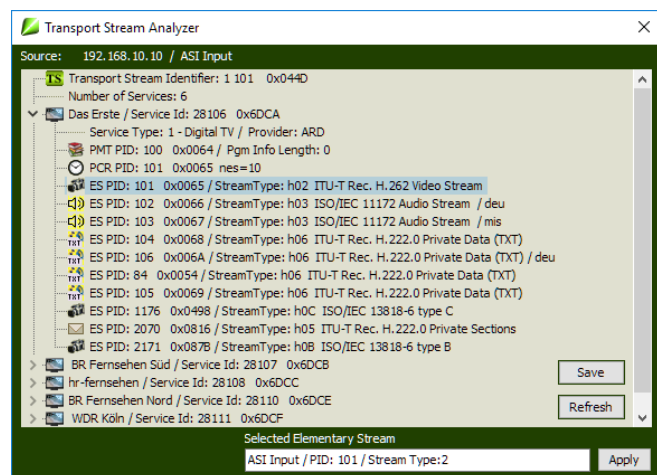 Transport Stream Analyzer
Source: 192.168.10.10 / ASI Input
TS Transport Stream Identifier: 1 101 0x044D
Number of Services: 6
Das Erste / Service Id: 28106 0x6DCA
Service Type: 1 - Digital TV / Provider: ARD
PMT PID: 100 0x0064 / Pgm Info Length: 0
PCR PID: 101 0x0065 nes=10
ES PID: 101 0x0065 / StreamType: h02 ITU-T Rec. H.262 Video Stream
ES PID: 102 0x0066 / StreamType: h03 ISO/IEC 11172 Audio Stream / deu
ES PID: 103 0x0067 / StreamType: h03 ISO/IEC 11172 Audio Stream / mis
TXT ES PID: 104 0x0068 / StreamType: h06 ITU-T Rec. H.222.0 Private Data (TXT)
TXT ES PID: 106 0x006A / StreamType: h06 ITU-T Rec. H.222.0 Private Data (TXT) / deu
TXT ES PID: 84 0x0054 / StreamType: h06 ITU-T Rec. H.222.0 Private Data (TXT)
TXT ES PID: 105 0x0069 / StreamType: h06 ITU-T Rec. H.222.0 Private Data (TXT)
ES PID: 1176 0x0498 / StreamType: h0C ISO/IEC 13818-6 type C
ES PID: 2070 0x0816 / StreamType: h05 ITU-T Rec. H.222.0 Private Sections
ES PID: 2171 0x087B / StreamType: h0B ISO/IEC 13818-6 type B
BR Fernsehen Süd / Service Id: 28107 0x6DCB
hr-fernsehen / Service Id: 28108 0x6DCC
BR Fernsehen Nord / Service Id: 28110 0x6DCE
WDR Köln / Service Id: 28111 0x6DCF
Save
Refresh
Selected Elementary Stream
ASI Input / PID: 101 / Stream Type:2
Apply